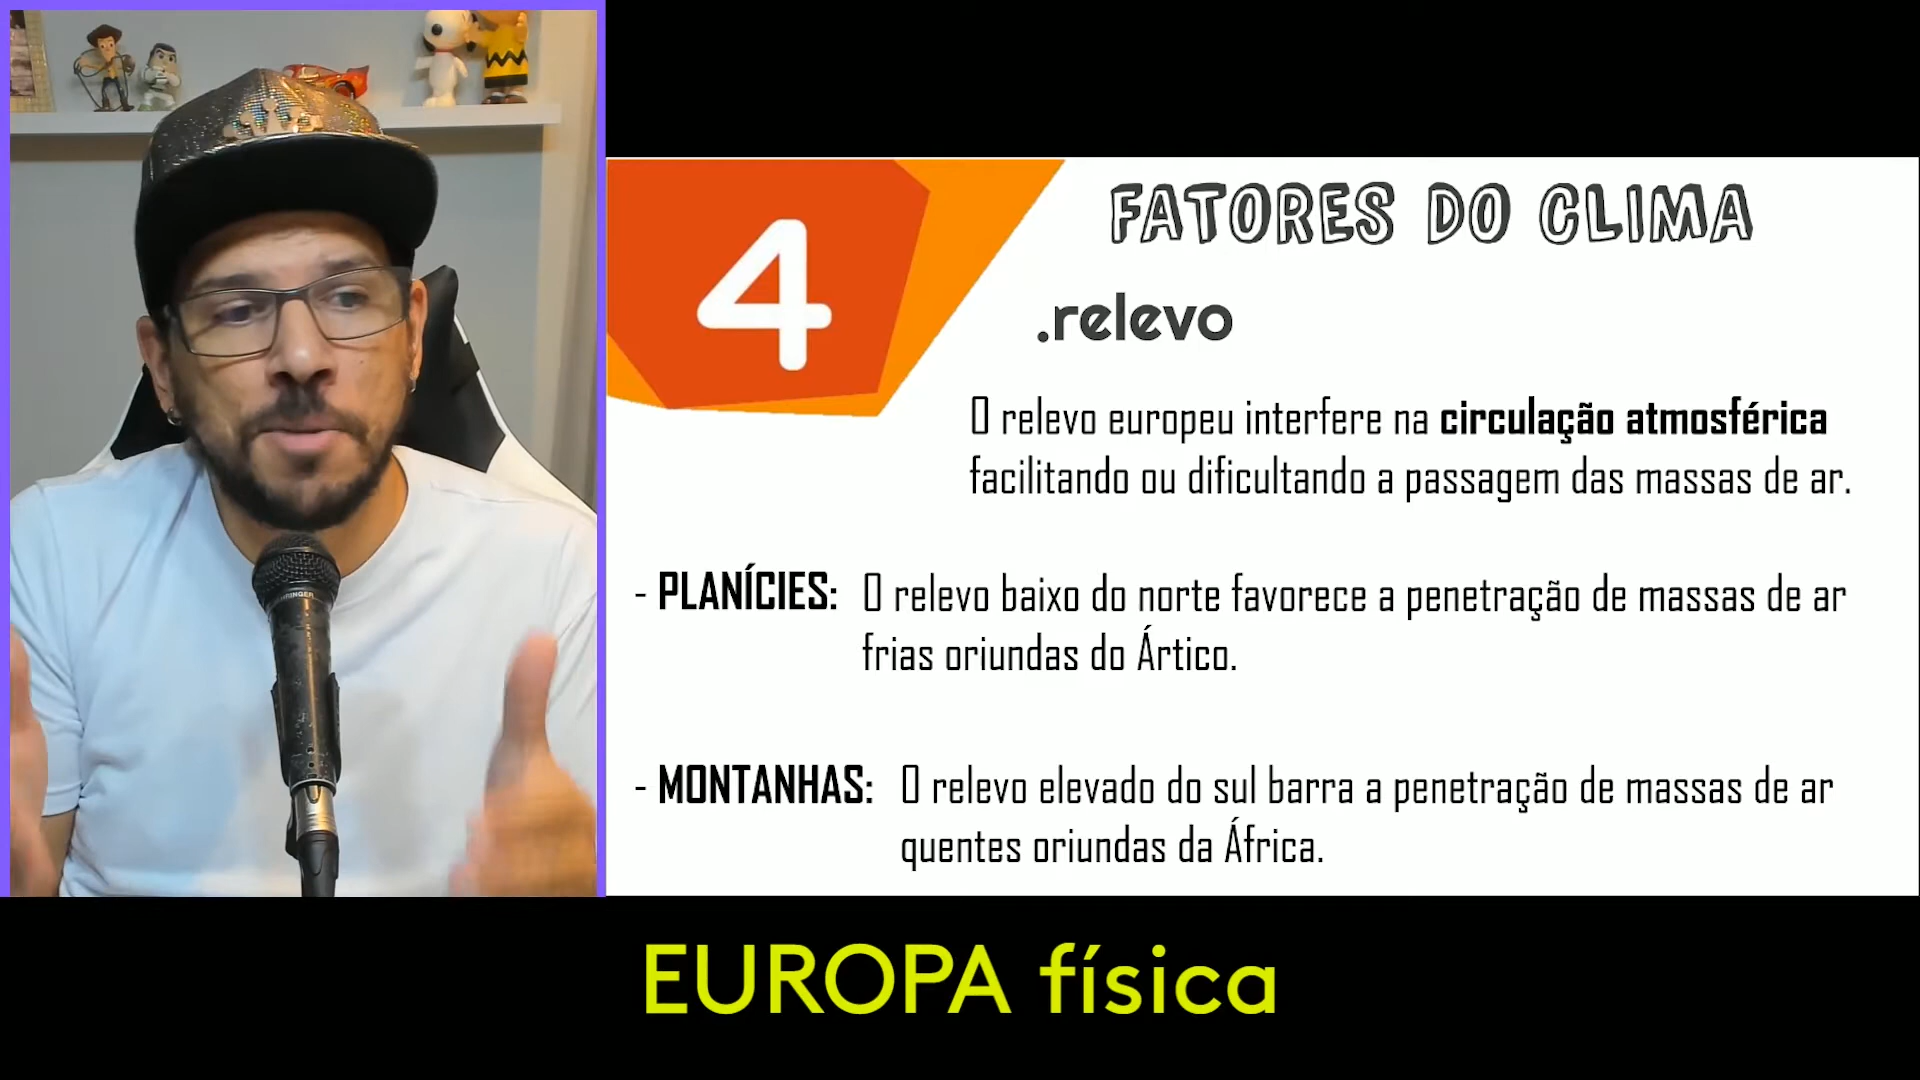 4
FATORES DO CLIMA
.relevo
O relevo europeu interfere na circulação atmosférica
facilitando ou dificultando a passagem das massas de ar.
- PLANÍCIES: O relevo baixo do norte favorece a penetração de massas de ar
frias oriundas do Ártico.
- MONTANHAS: O relevo elevado do sul barra a penetração de massas de ar
quentes oriundas da África.
EUROPA física